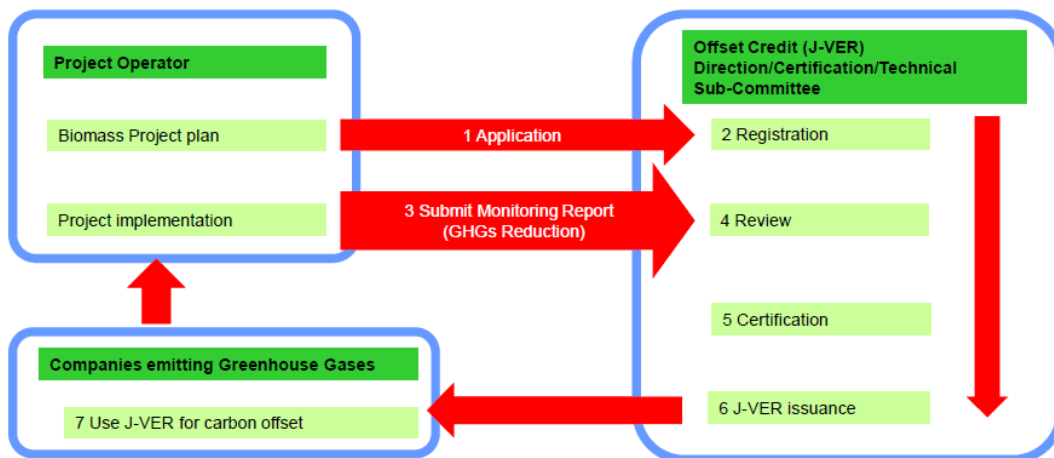 Project Operator
Biomass Project plan
Project implementation
1 Application
3 Submit Monitoring Report
(GHGs Reduction)
Offset Credit (J-VER)
Direction/Certification/Technical
Sub-Committee
2 Registration
4 Review
5 Certification
6 J-VER issuance
Companies emitting Greenhouse Gases
7 Use J-VER for carbon offset